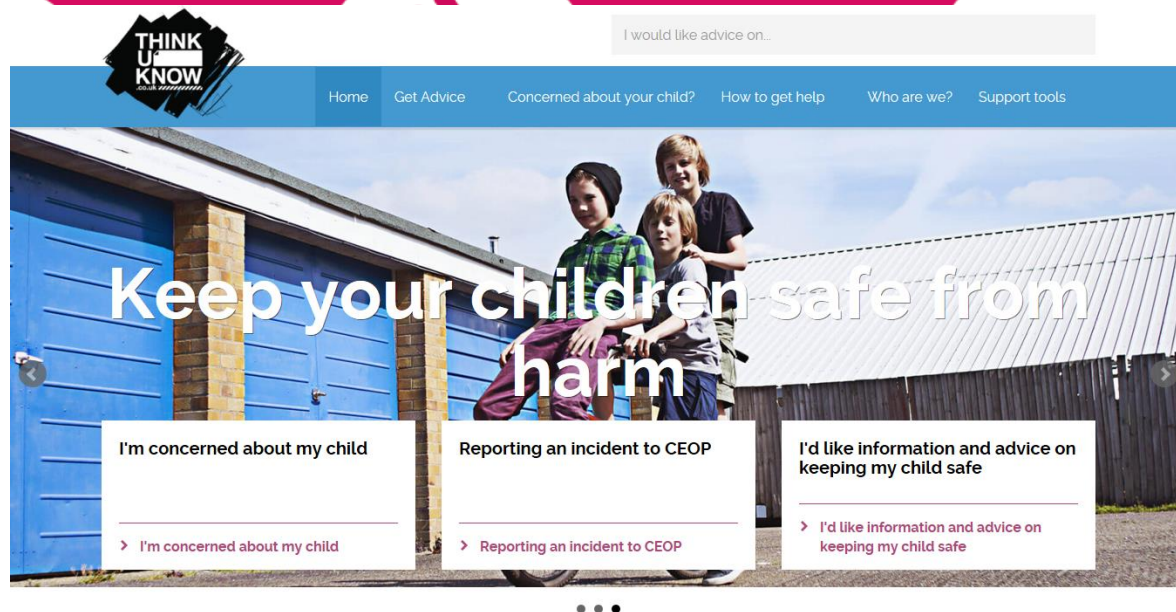 THINK
U
KNOW
.co.uk
I would like advice on...
Home Get Advice Concerned about your child? How to get help Who are we? Support tools
Keep your children safe from
harm
I'm concerned about my child
I'm concerned about my child
Reporting an incident to CEOP
Reporting an incident to CEOP
I'd like information and advice on
keeping my child safe
I'd like information and advice on
keeping my child safe